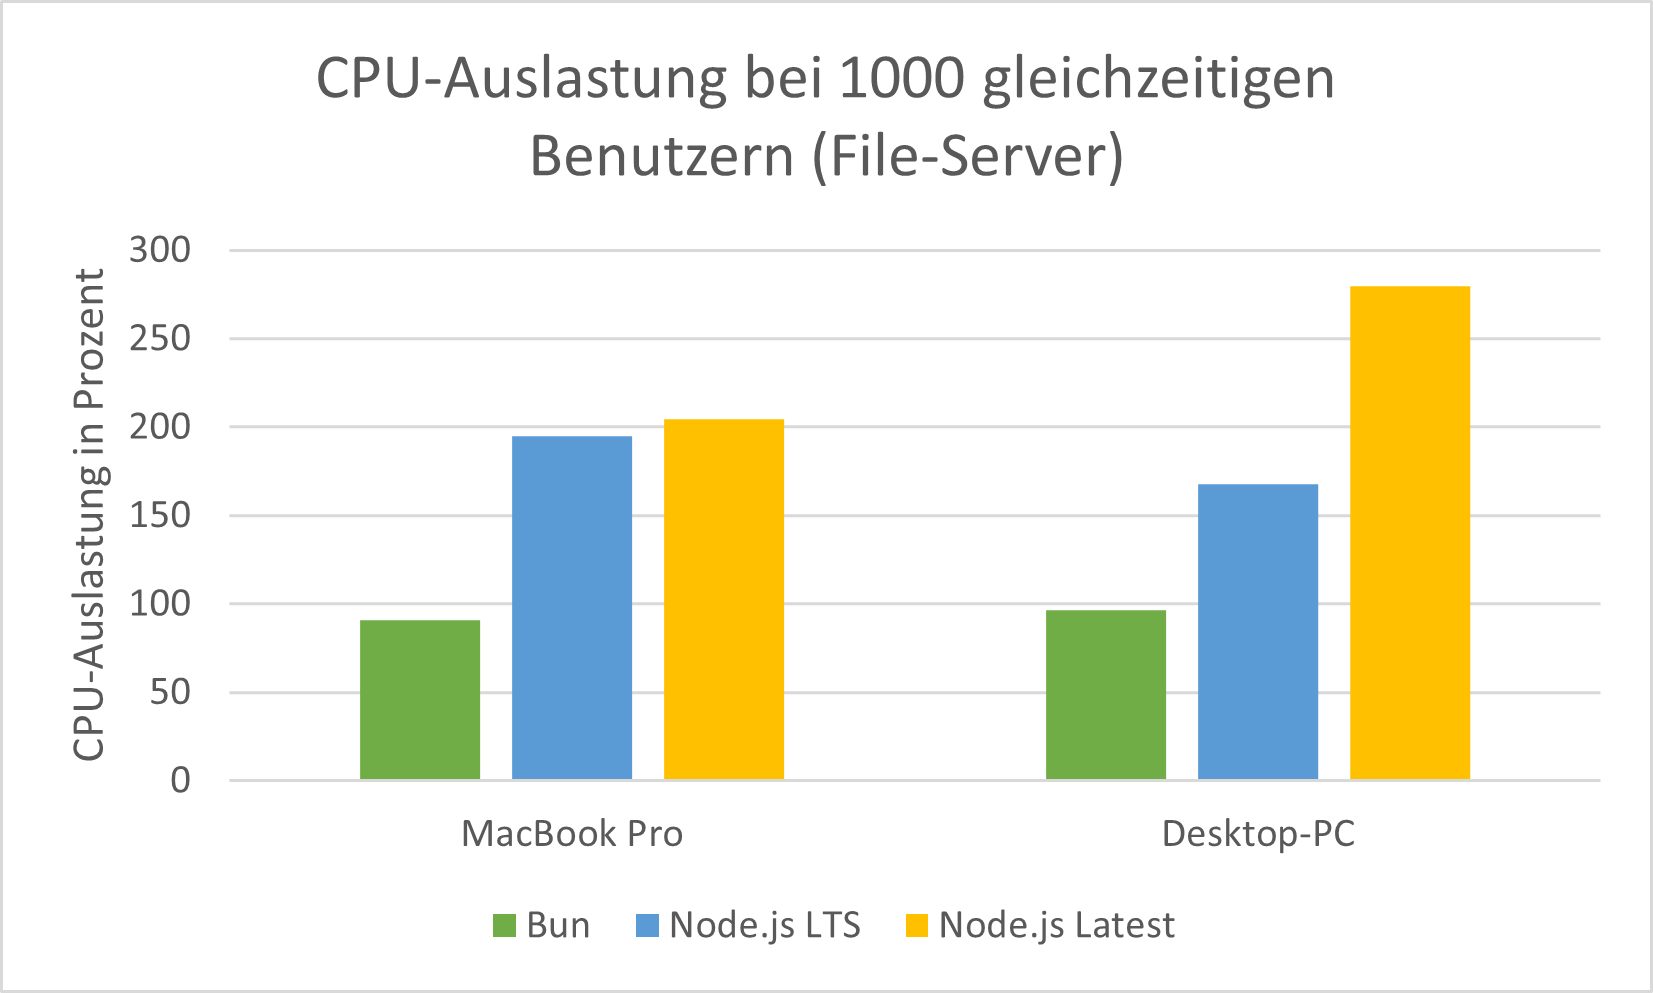 CPU-Auslastung bei 1000 gleichzeitigen
Benutzern (File-Server)
CPU-Auslastung in Prozent
300
250
200
150
100
50
0
MacBook Pro
Desktop-PC
Bun
Node.js LTS
Node.js Latest